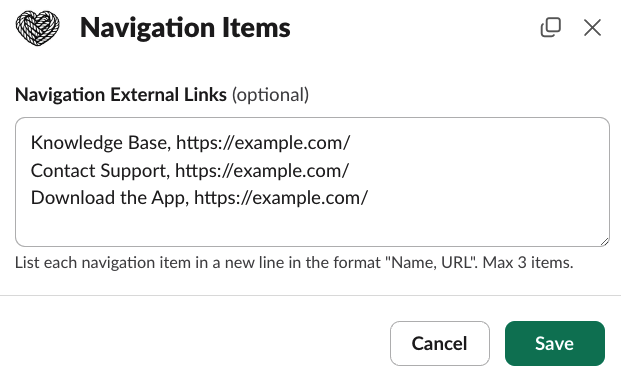 Navigation Items
Navigation External Links (optional)
Knowledge Base, https://example.com/
Contact Support, https://example.com/
Download the App, https://example.com/
List each navigation item in a new line in the format "Name, URL". Max 3 items.
Cancel
Save